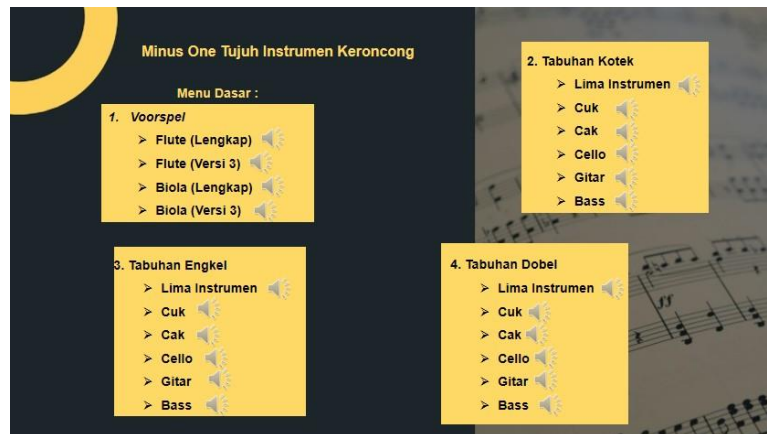 Minus One Tujuh Instrumen Keroncong
Menu Dasar :
1. Voorspel
➢ Flute (Lengkap)
➢ Flute (Versi 3)
➢ Biola (Lengkap)
➢ Biola (Versi 3)
2. Tabuhan Kotek
➢ Lima Instrumen
➢ Cuk
➢ Cak
➢ Cello
➢ Gitar
➢ Bass
3. Tabuhan Engkel
➢ Lima Instrumen
➢ Cuk
➢ Cak
➢ Cello
➢ Gitar
➢ Bass
4. Tabuhan Dobel
➢ Lima Instrumen
➢ Cuk
➢ Cak
➢ Cello
➢ Gitar
➢ Bass
ff